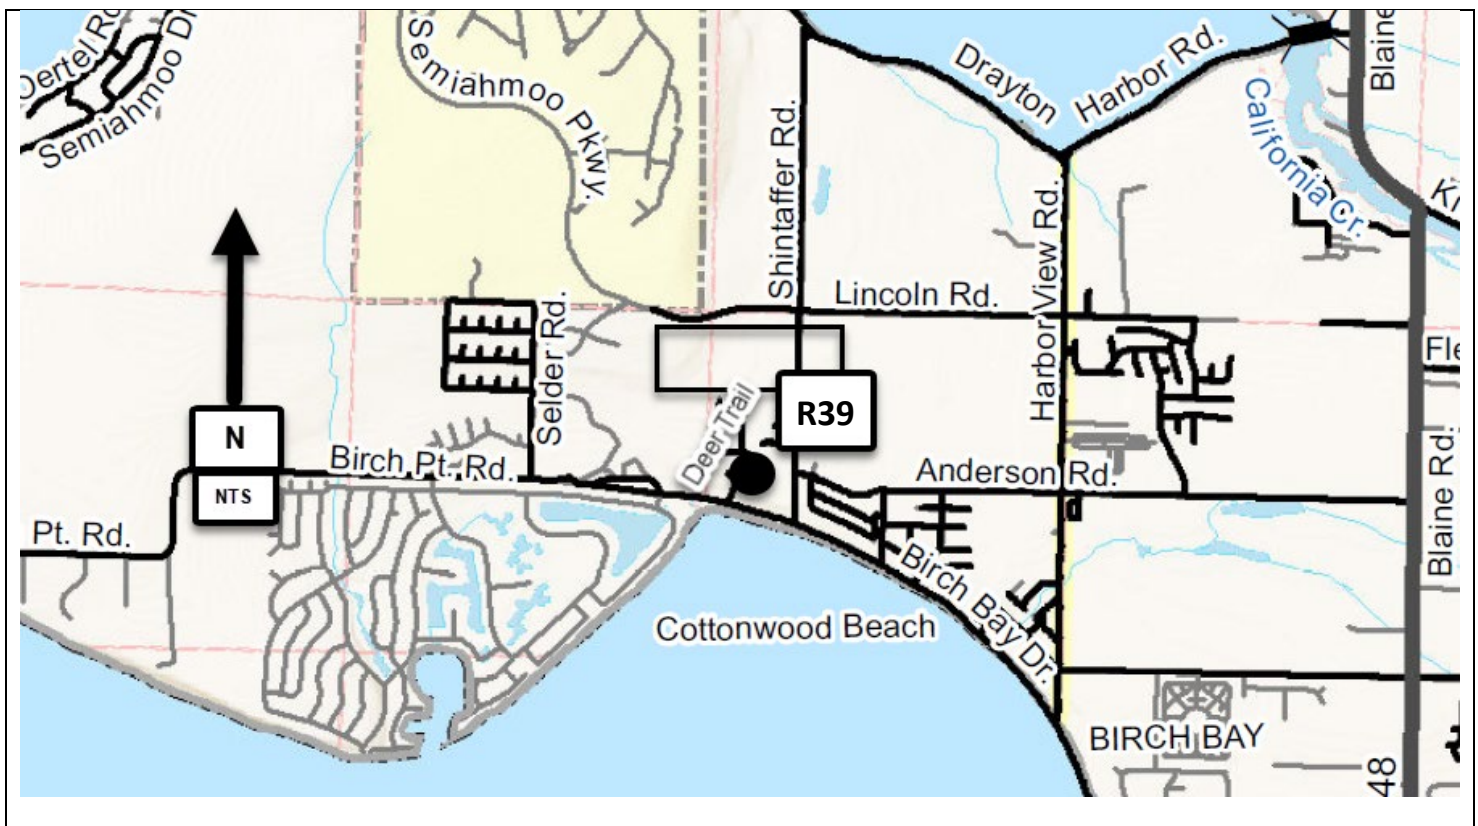 Oertel Rd
Semiahmoo Dr
Semiahmoo Pkwy.
Drayton
Harbor Rd.
Blaine
California Cr.
Shintaffer Rd.
Harbor View Rd.
Lincoln Rd.
Selder Rd.
R39
N
NTS
Birch Pt. Rd.
Deer Trail
Anderson Rd.
Pt. Rd.
Blaine Rd.
Birch Bay Dr.
Cottonwood Beach
BIRCH BAY
48